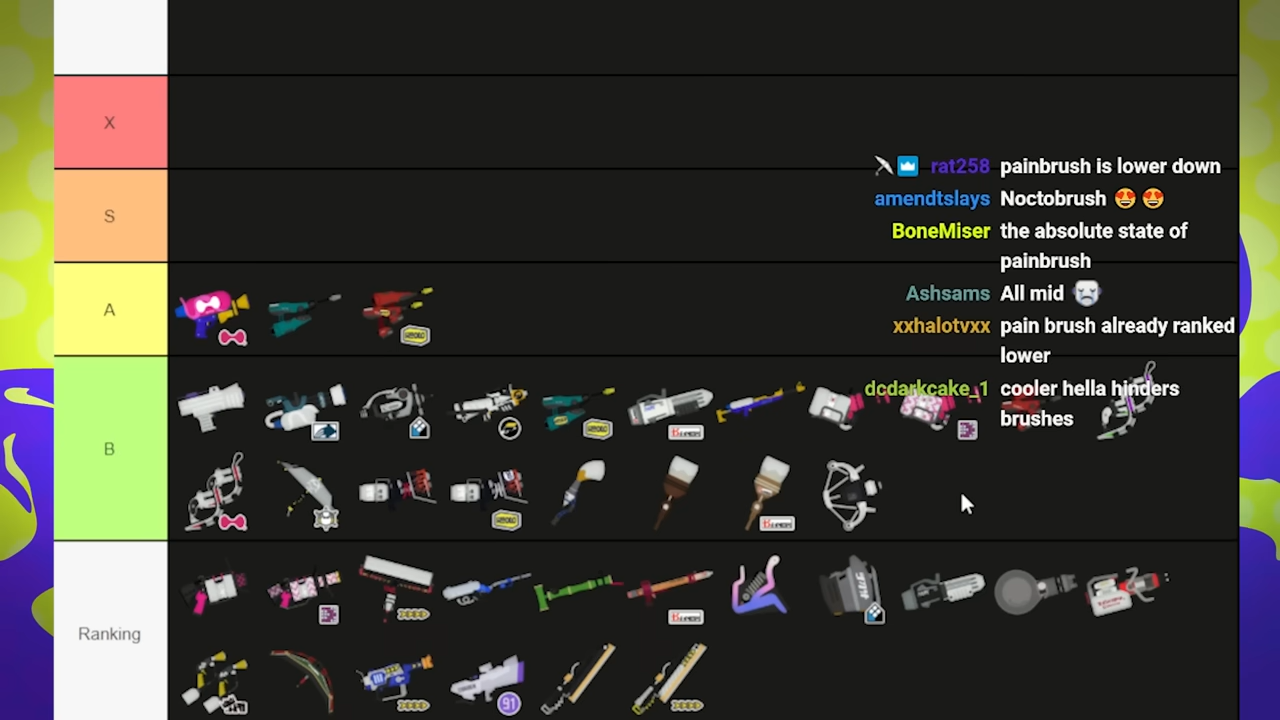 X
rat258 painbrush is lower down
amendtslays Noctobrush 😍 😍
S
BoneMiser the absolute state of
painbrush
Ashsams All mid
A
xxhalotvxx pain brush already ranked
lower
dcdarkcake_1 cooler hella hinders
brushes
B
Ranking
91